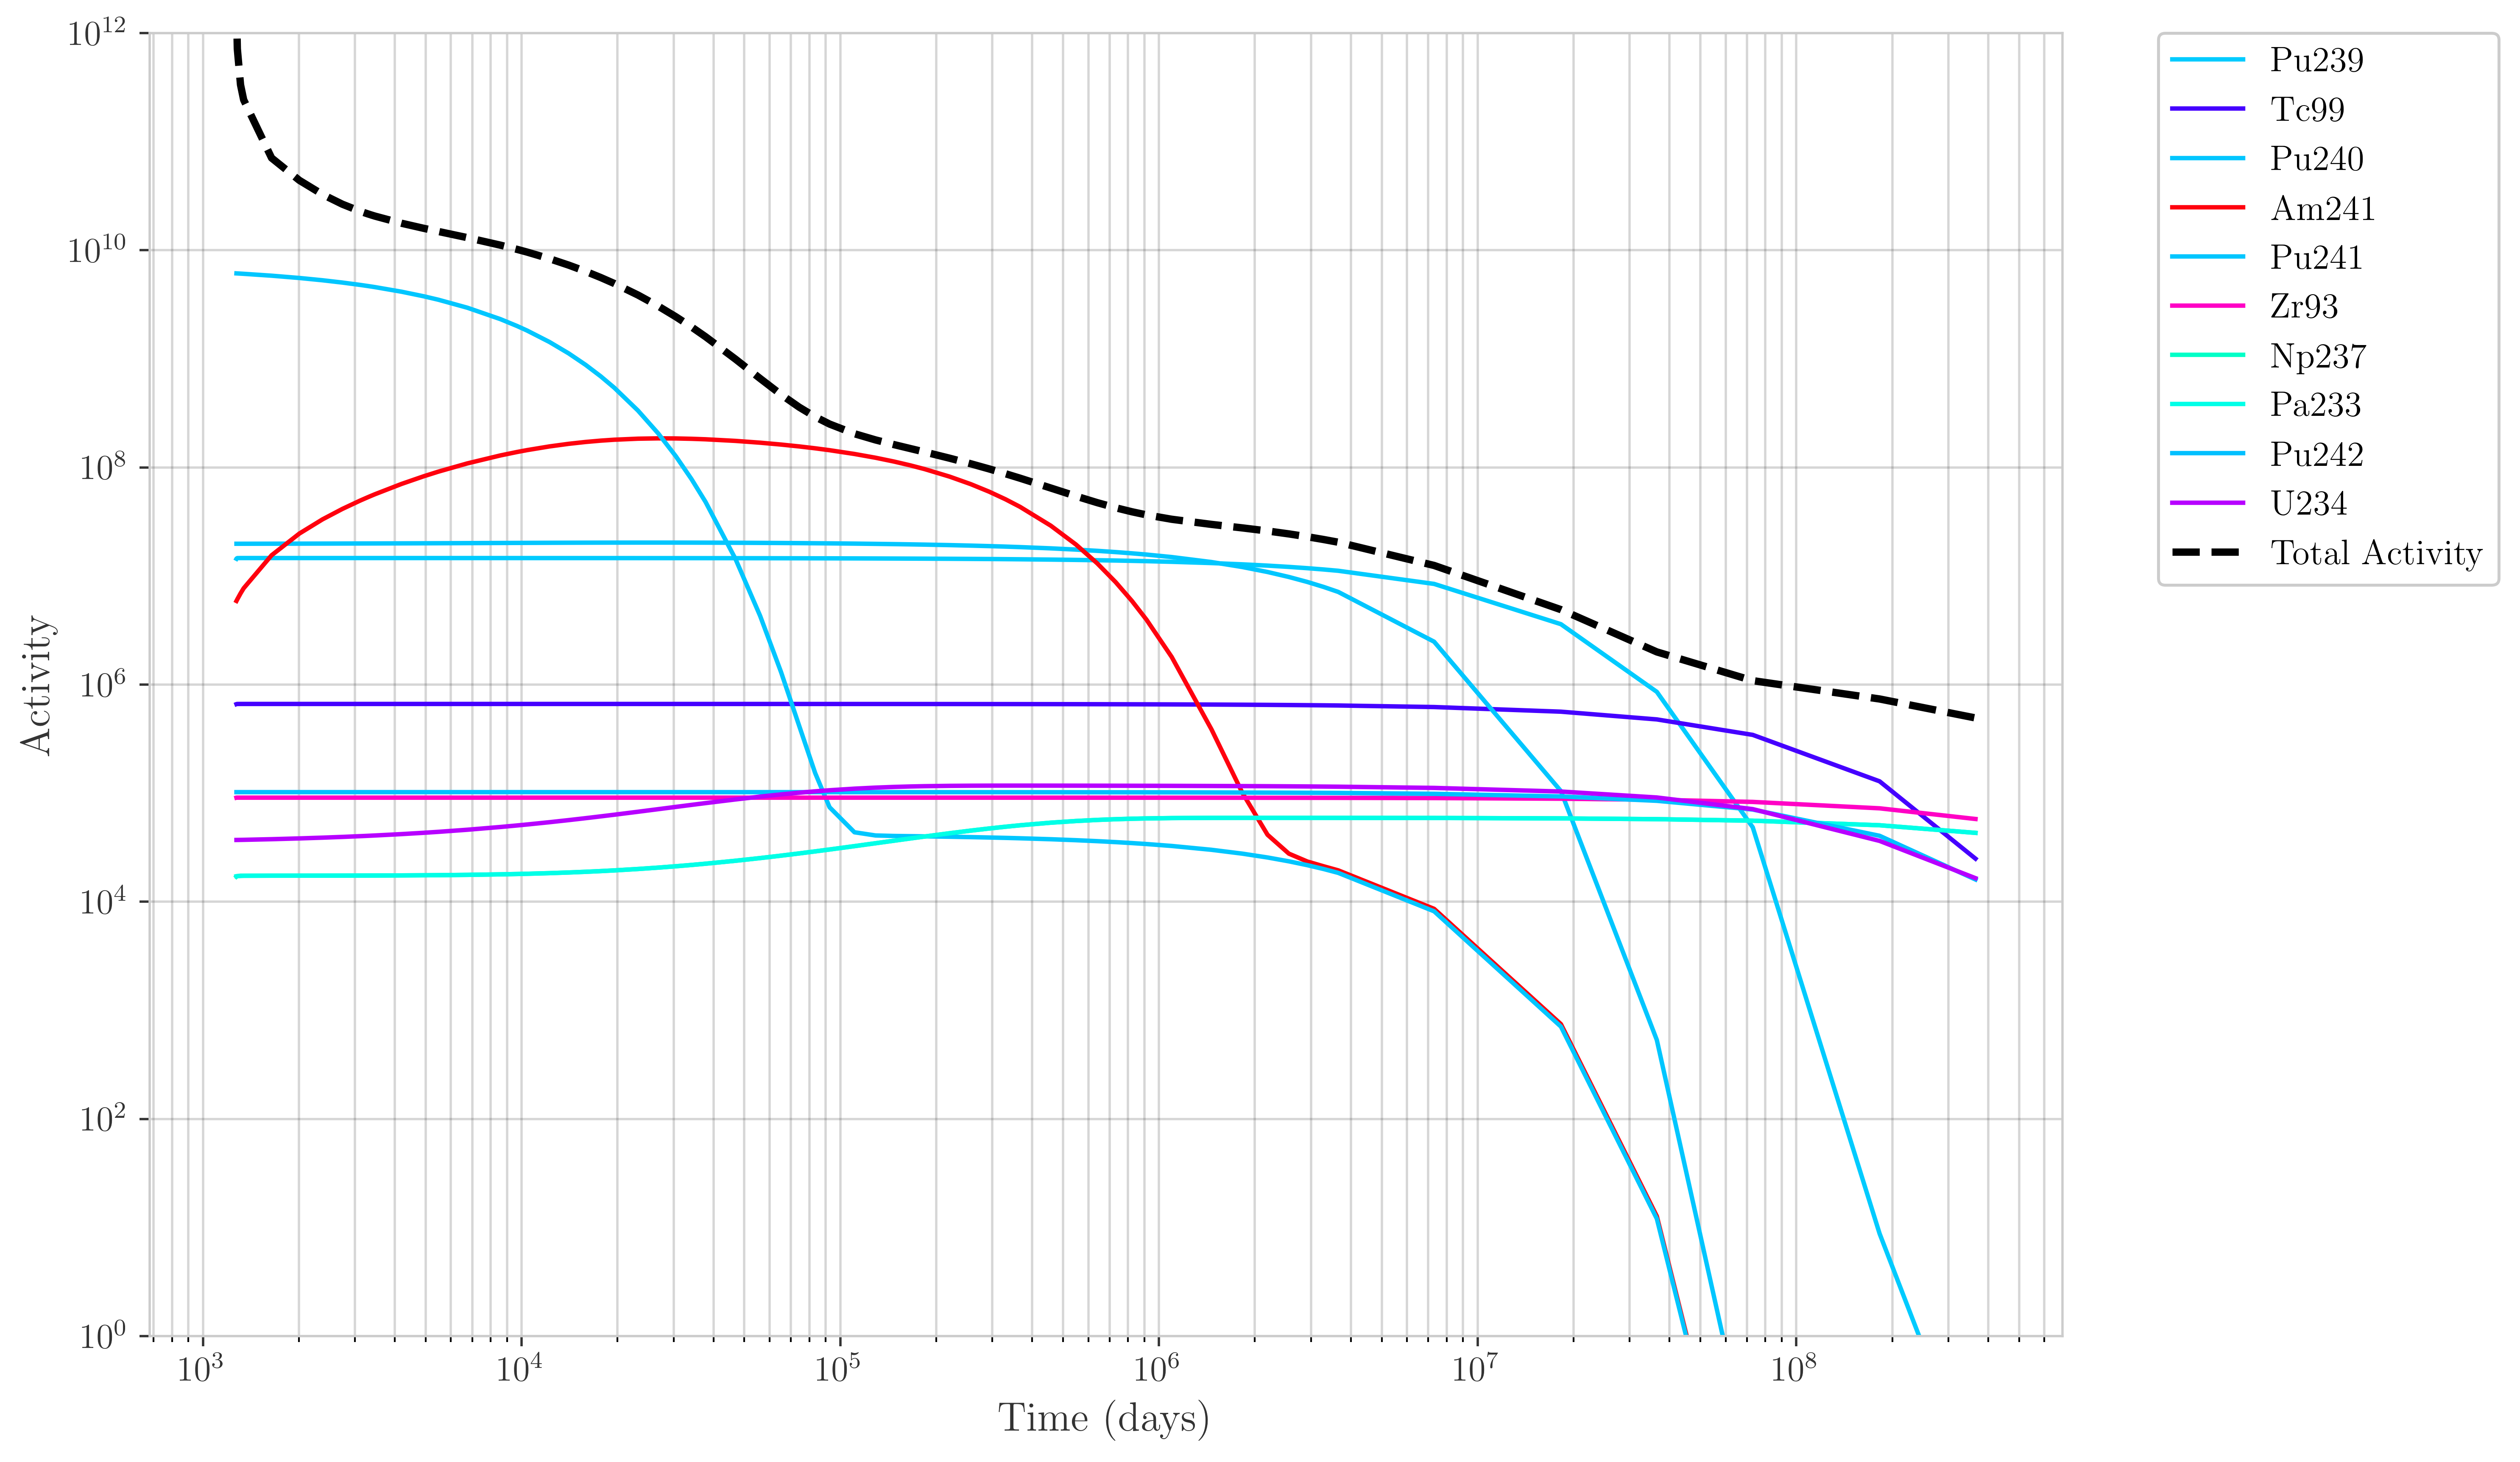 10^12
10^10
10^8
10^6
10^4
10^2
10^0
Activity
10^3
10^4
10^5
10^6
10^7
10^8
Time (days)
Pu239
Tc99
Pu240
Am241
Pu241
Zr93
Np237
Pa233
Pu242
U234
Total Activity